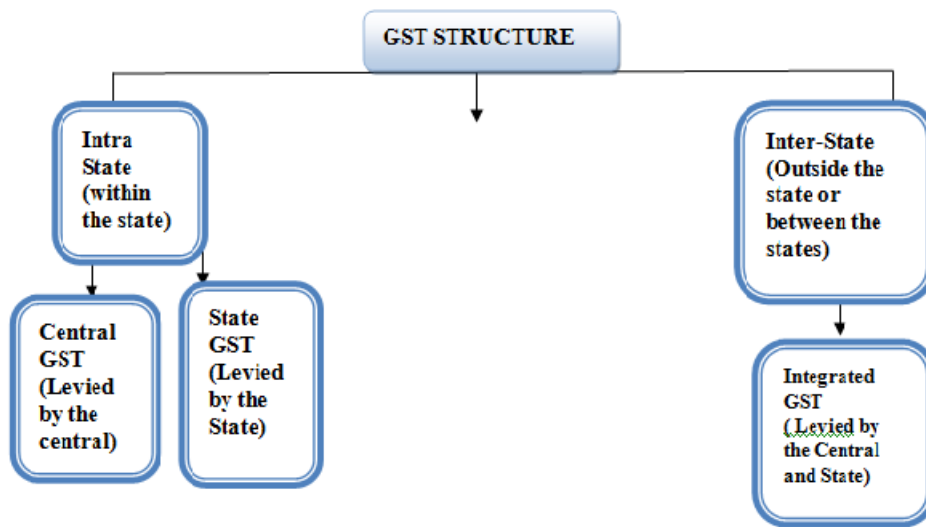 GST STRUCTURE
Intra
State
(within
the state)
Inter-State
(Outside the
state or
between the
states)
Central
GST
(Levied
by the
central)
State
GST
(Levied
by the
State)
Integrated
GST
( Levied by
the Central
and State)